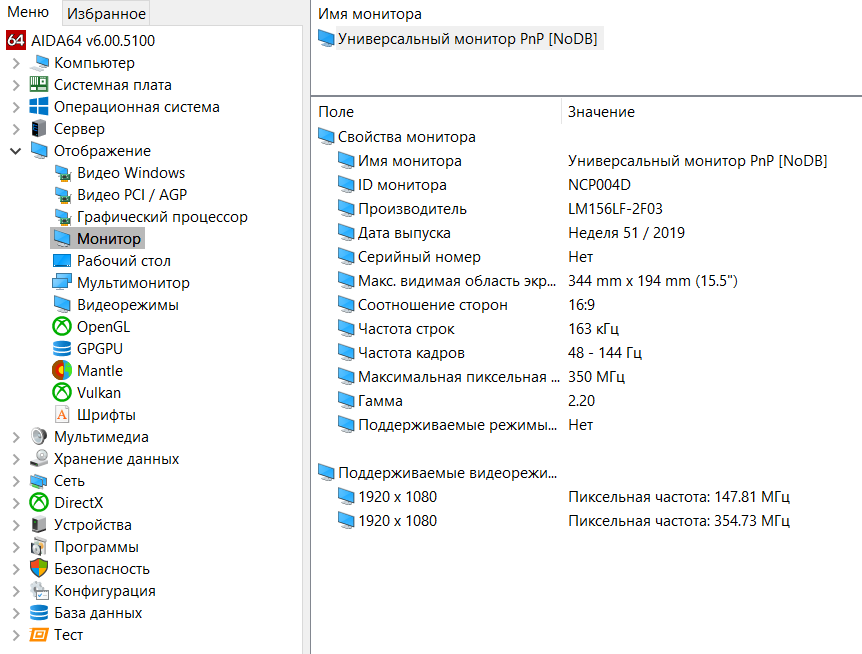 Меню
Избранное
AIDA64 v6.00.5100
Компьютер
Системная плата
Операционная система
Сервер
Отображение
Видео Windows
Видео PCI / AGP
Графический процессор
Монитор
Рабочий стол
Мультимонитор
Видеорежимы
OpenGL
GPGPU
Mantle
Vulkan
Шрифты
Мультимедиа
Хранение данных
Сеть
DirectX
Устройства
Программы
Безопасность
Конфигурация
База данных
Тест
Имя монитора
Универсальный монитор PnP [NoDB]
Поле Значение
Свойства монитора
Имя монитора Универсальный монитор PnP [NoDB]
ID монитора NCP004D
Производитель LM156LF-2F03
Дата выпуска Неделя 51 / 2019
Серийный номер Нет
Макс. видимая область экр... 344 mm x 194 mm (15.5")
Соотношение сторон 16:9
Частота строк 163 кГц
Частота кадров 48 - 144 Гц
Максимальная пиксельная ... 350 МГц
Гамма 2.20
Поддерживаемые режимы... Нет
Поддерживаемые видеорежи...
1920 x 1080 Пиксельная частота: 147.81 МГц
1920 x 1080 Пиксельная частота: 354.73 МГц